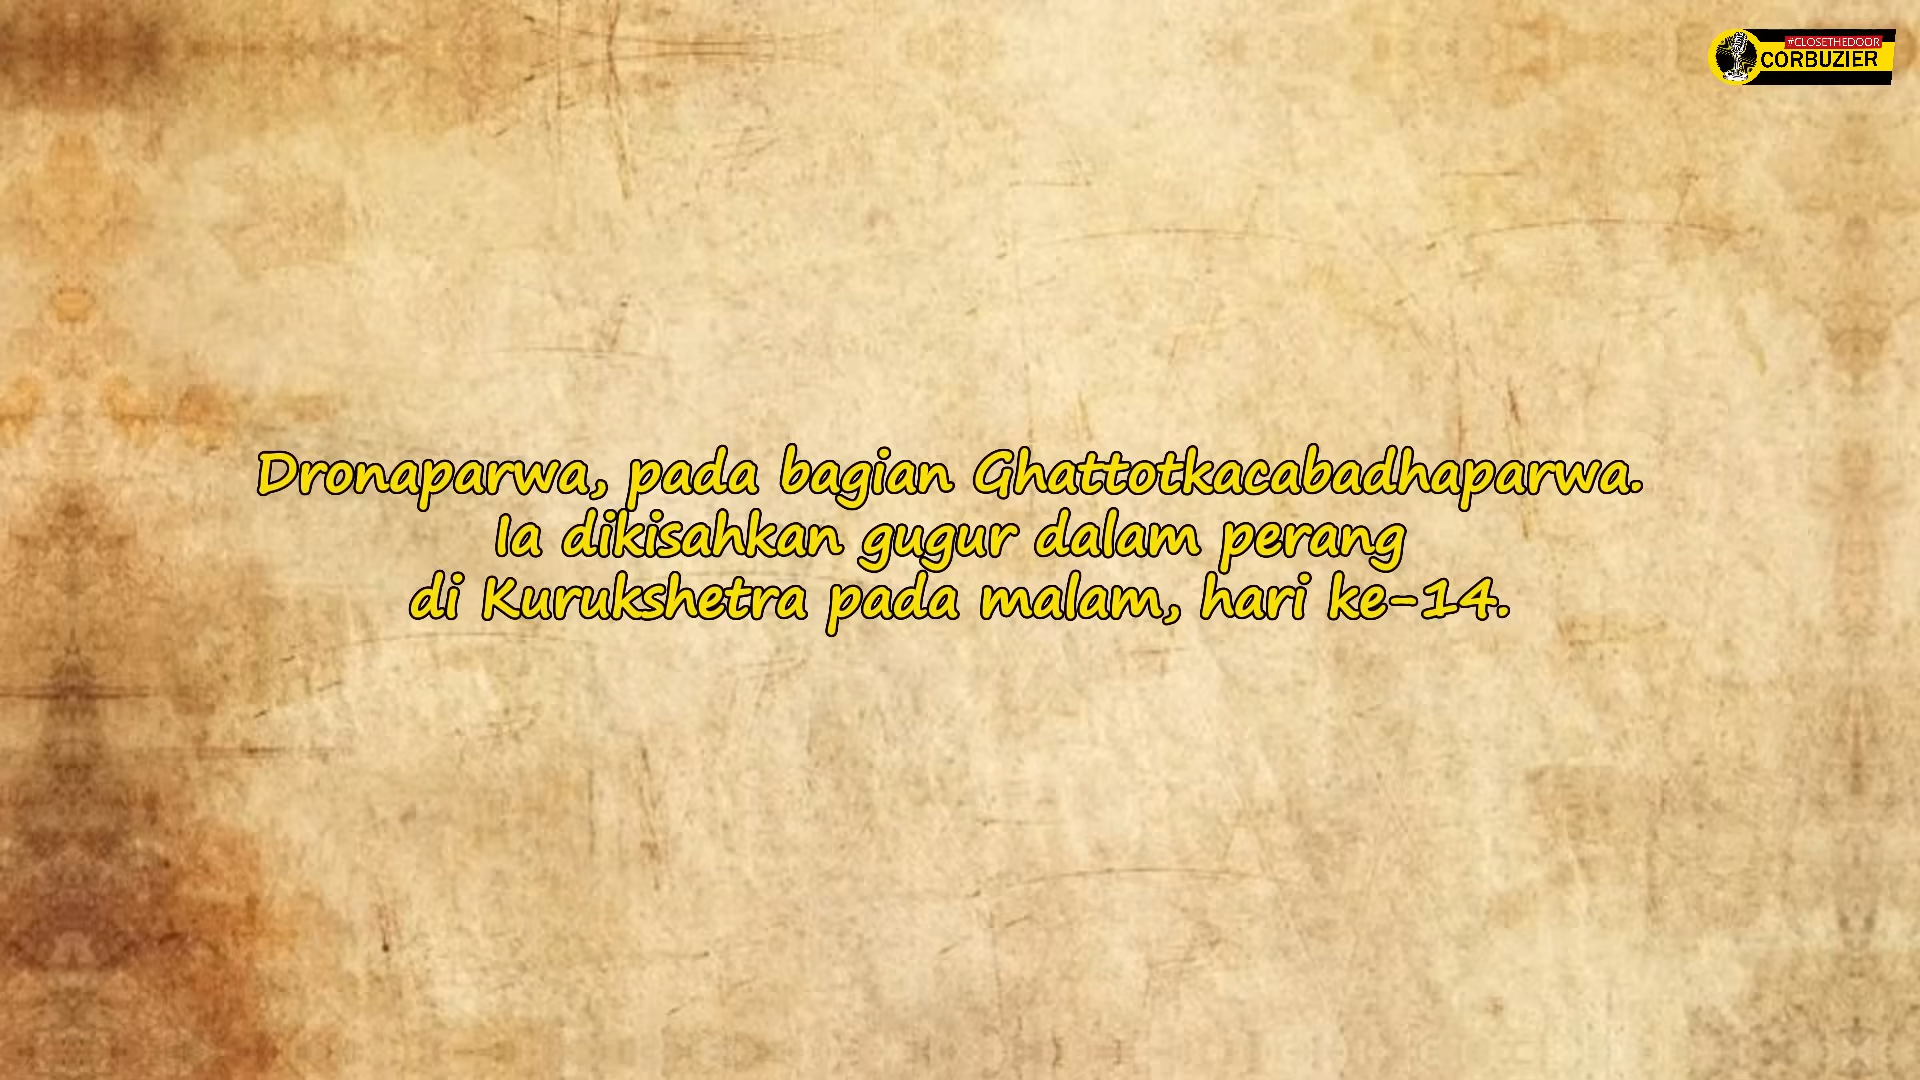 #CLOSETHEDOOR
CORBUZIER
Dronaparwa, pada bagian Ghattotkacabadhaparwa.
Ia dikisahkan gugur dalam perang
di Kurukshetra pada malam, hari ke-14.